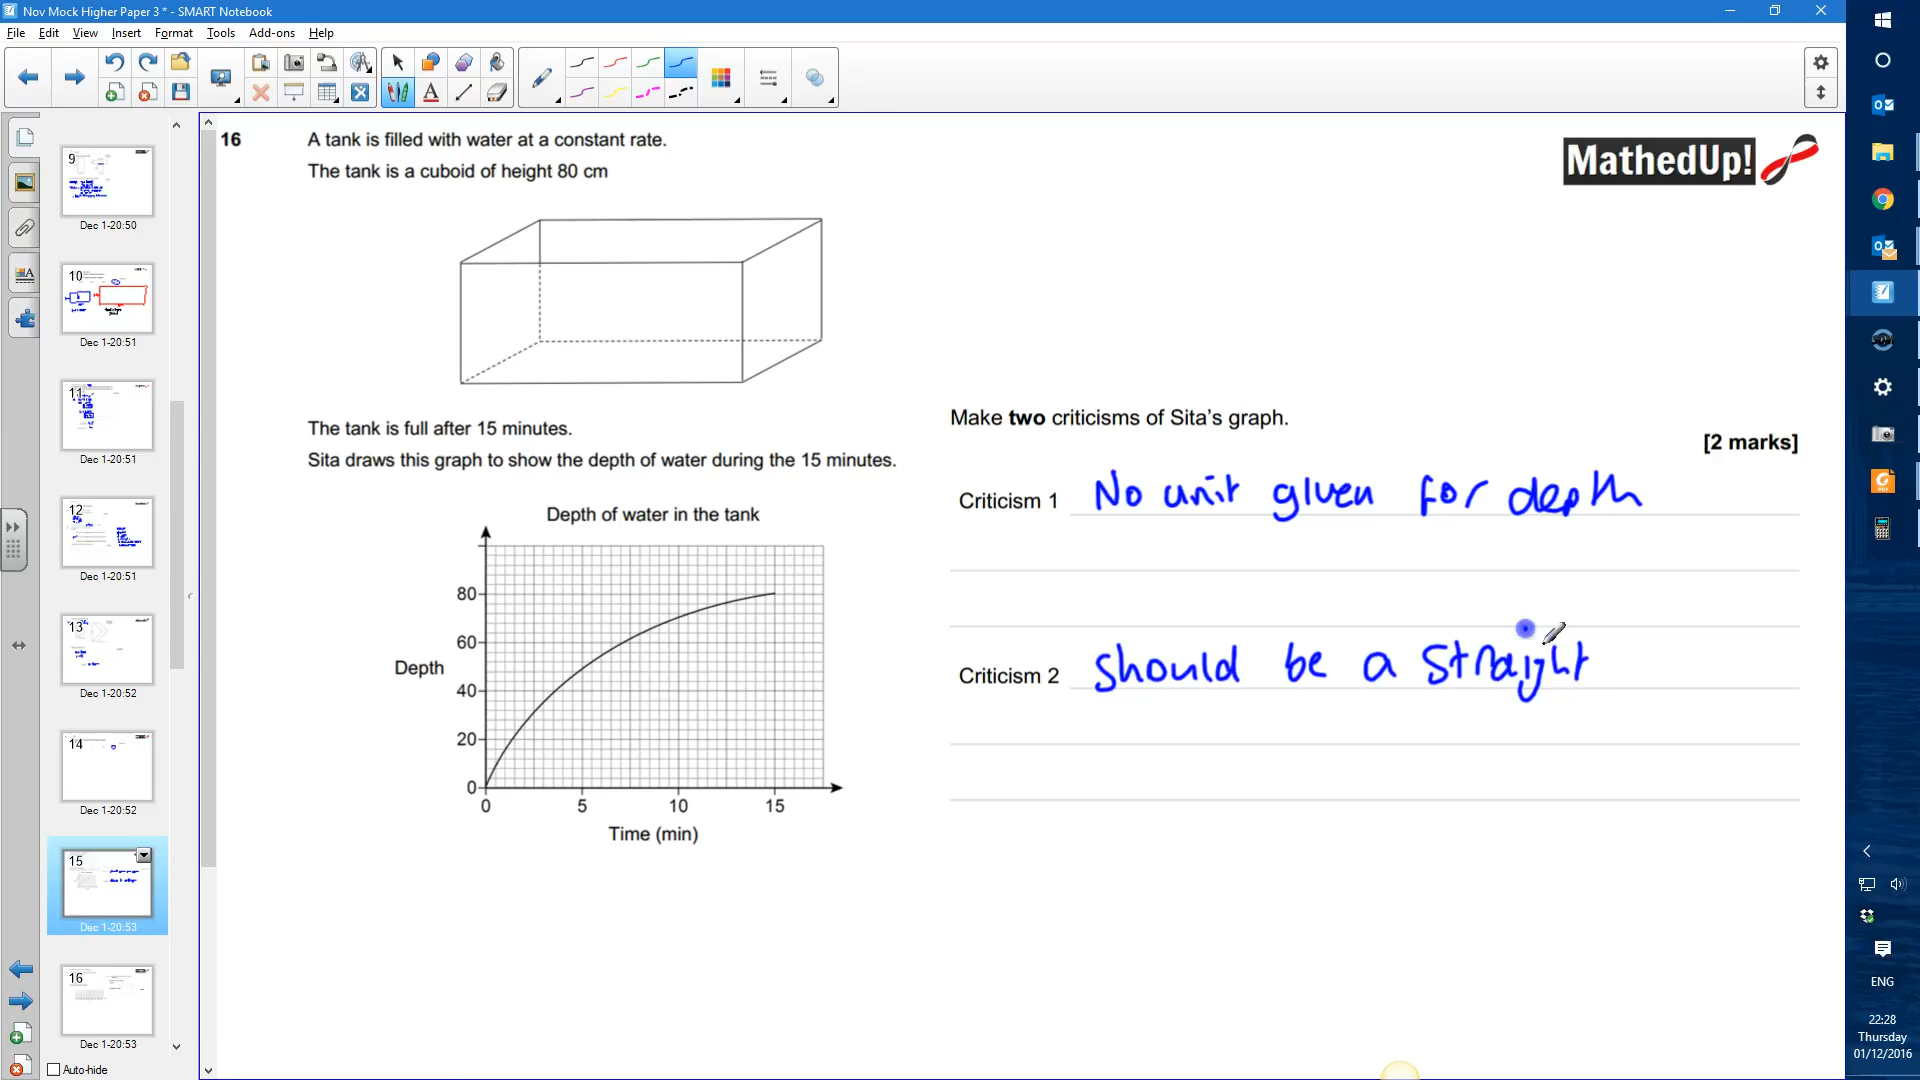 Nov Mock Higher Paper 3 * - SMART Notebook
File Edit View Insert Format Tools Add-ons Help
9
Dec 1-20:50
10
Dec 1-20:51
11
Dec 1-20:51
12
Dec 1-20:51
13
Dec 1-20:52
14
Dec 1-20:52
15
Dec 1-20:53
16
Dec 1-20:53
Auto-hide
16 A tank is filled with water at a constant rate.
The tank is a cuboid of height 80 cm
MathedUp!
The tank is full after 15 minutes.
Sita draws this graph to show the depth of water during the 15 minutes.
Depth of water in the tank
80
60
Depth
40
20
0
0 5 10 15
Time (min)
Make two criticisms of Sita's graph.
[2 marks]
Criticism 1 No unit given for depth
Criticism 2 should be a straight
ENG
22:28
Thursday
01/12/2016